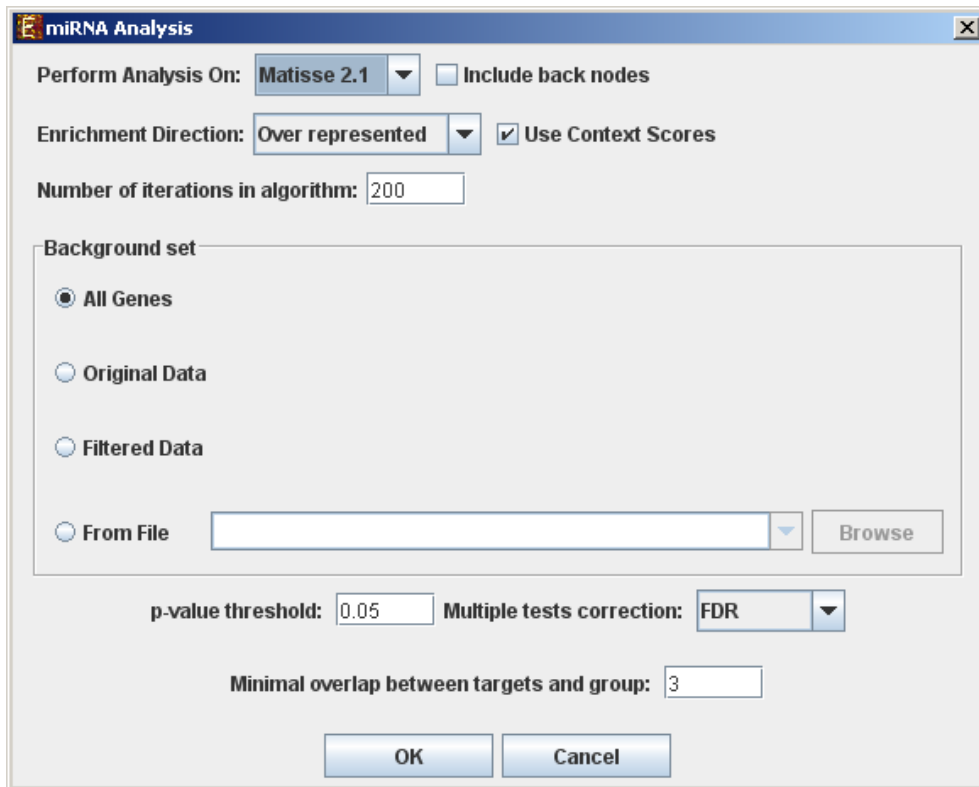 miRNA Analysis
Perform Analysis On: Matisse 2.1 Include back nodes
Enrichment Direction: Over represented Use Context Scores
Number of iterations in algorithm: 200
Background set
All Genes
Original Data
Filtered Data
From File Browse
p-value threshold: 0.05 Multiple tests correction: FDR
Minimal overlap between targets and group: 3
OK Cancel